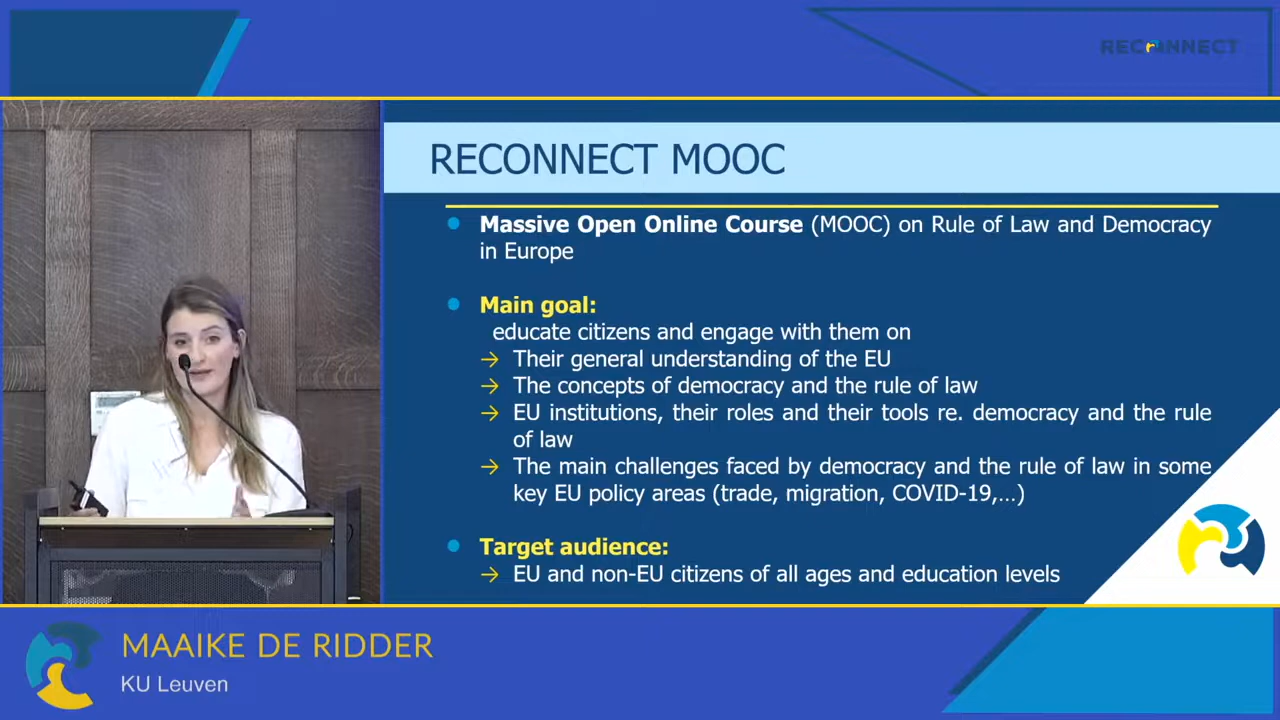 RECONNECT
RECONNECT MOOC
Massive Open Online Course (MOOC) on Rule of Law and Democracy
in Europe
Main goal:
educate citizens and engage with them on
→ Their general understanding of the EU
→ The concepts of democracy and the rule of law
→ EU institutions, their roles and their tools re. democracy and the rule
of law
→ The main challenges faced by democracy and the rule of law in some
key EU policy areas (trade, migration, COVID-19,…)
Target audience:
→ EU and non-EU citizens of all ages and education levels
MAAIKE DE RIDDER
KU Leuven